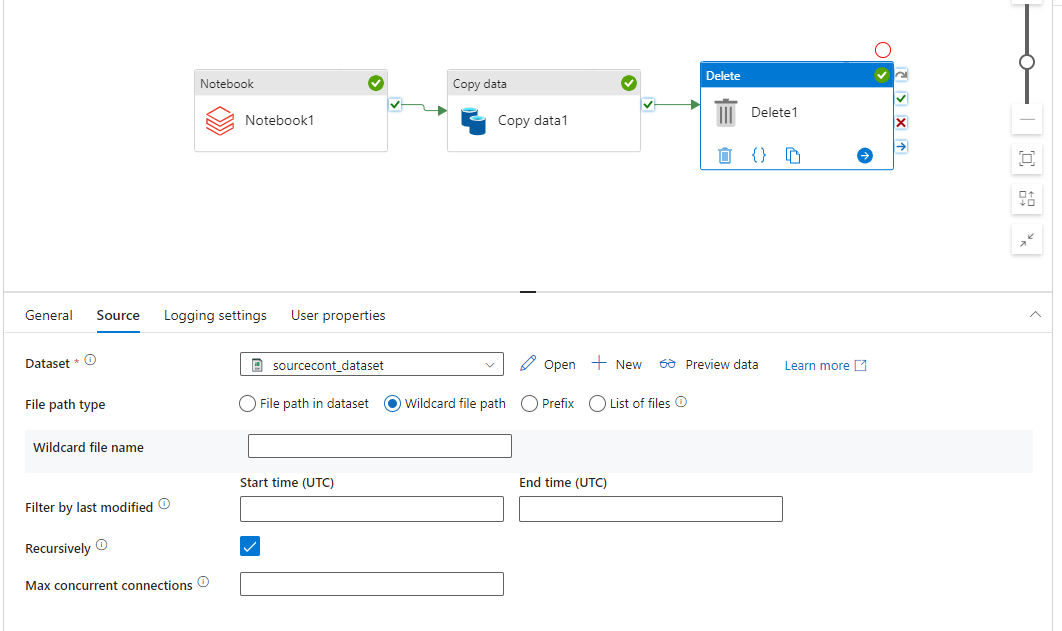 Notebook
Notebook1
Copy data
Copy data1
Delete
Delete1
{}
General Source Logging settings User properties
Dataset * sourcecont_dataset Open New Preview data Learn more
File path type File path in dataset Wildcard file path Prefix List of files
Wildcard file name
Start time (UTC) End time (UTC)
Filter by last modified
Recursively
Max concurrent connections